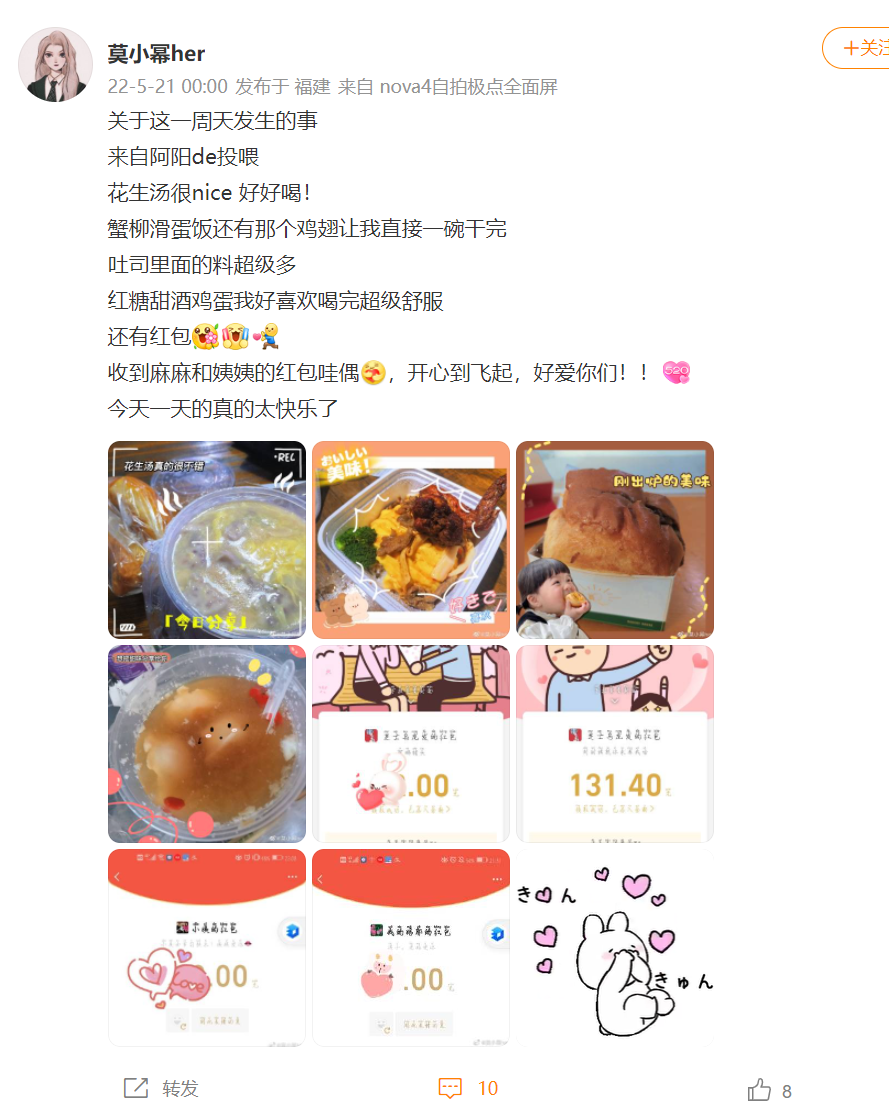 莫小幂her
+关注
22-5-21 00:00 发布于 福建 来自 nova4自拍极点全面屏
关于这一周天发生的事
来自阿阳de投喂
花生汤很nice 好好喝！
蟹柳滑蛋饭还有那个鸡翅让我直接一碗干完
吐司里面的料超级多
红糖甜酒鸡蛋我好喜欢喝完超级舒服
还有红包
收到麻麻和姨姨的红包哇偶，开心到飞起，好爱你们！！520
今天一天的真的太快乐了
花生汤真的很不错
REC
「今日分享」
おいしい
美味！
好きで
刚出炉的美味
.00
131.40
00
.00
きゅん
きゅん
转发
10
8